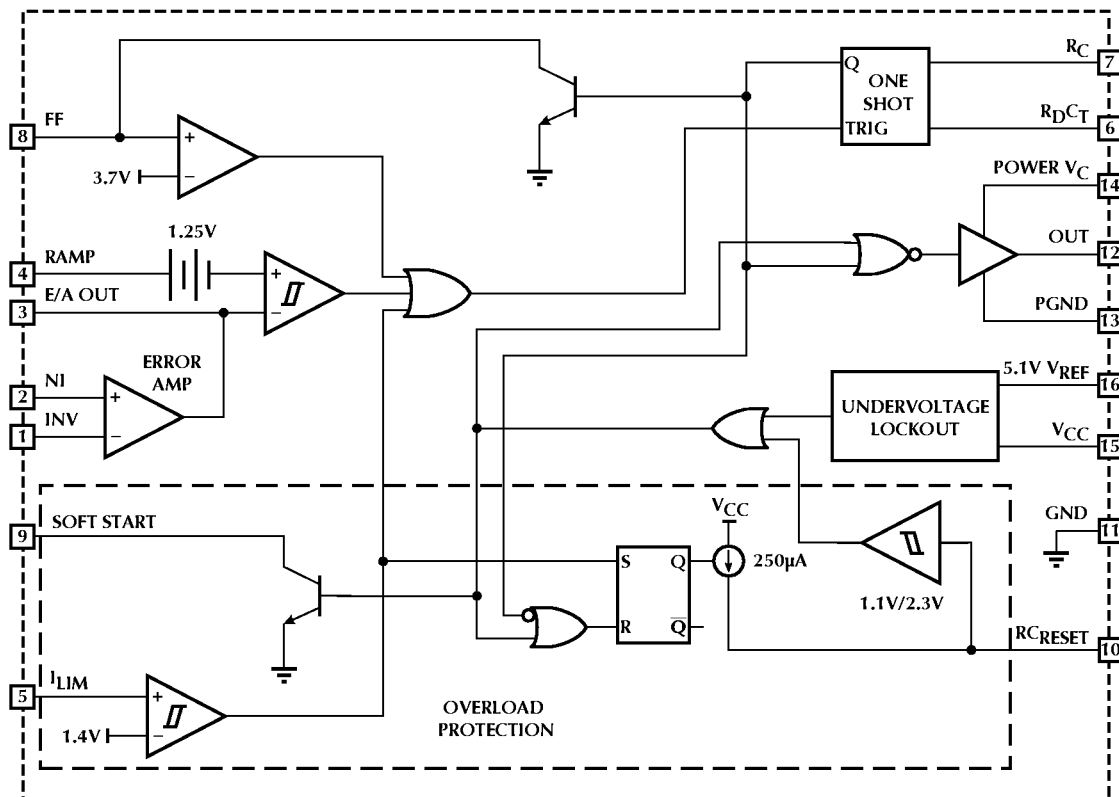 FF
8
+
−
3.7V
1.25V
RAMP
4
E/A OUT
3
+
−
ERROR
AMP
NI
2
INV
1
+
−
Q
TRIG
ONE
SHOT
RC
7
RDCT
6
POWER VC
14
OUT
12
PGND
13
5.1V VREF
16
UNDERVOLTAGE
LOCKOUT
VCC
15
GND
11
SOFT START
9
VCC
250µA
S
Q
R
Q̅
1.1V/2.3V
RCRESET
10
ILIM
5
+
−
1.4V
OVERLOAD
PROTECTION